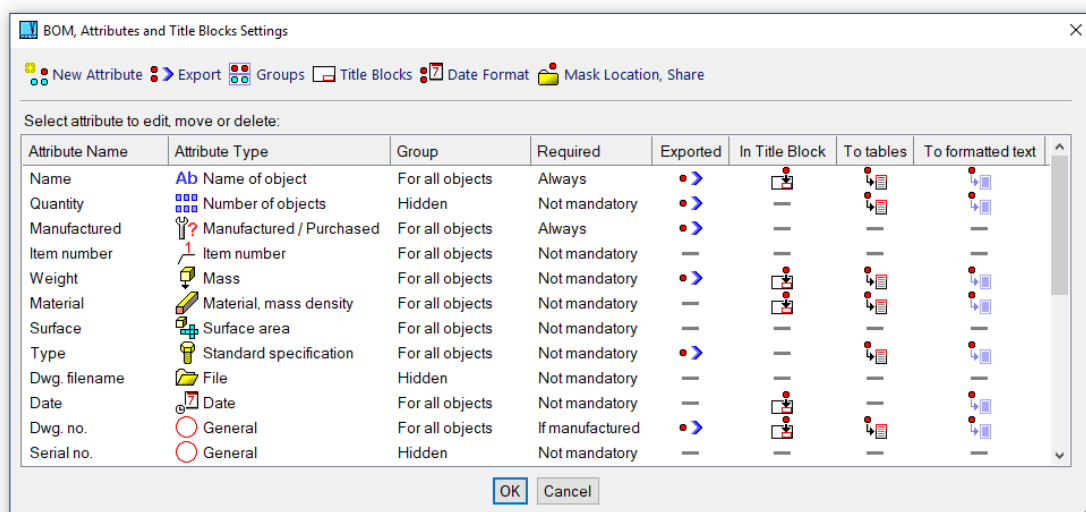 BOM, Attributes and Title Blocks Settings
New Attribute Export Groups Title Blocks 7 Date Format Mask Location, Share
Select attribute to edit, move or delete:
Attribute Name Attribute Type Group Required Exported In Title Block To tables To formatted text
Name Ab Name of object For all objects Always
Quantity Number of objects Hidden Not mandatory
Manufactured ? Manufactured / Purchased For all objects Always
Item number 1 Item number For all objects Not mandatory
Weight Mass For all objects Not mandatory
Material Material, mass density For all objects Not mandatory
Surface Surface area For all objects Not mandatory
Type Standard specification For all objects Not mandatory
Dwg. filename File Hidden Not mandatory
Date 7 Date For all objects Not mandatory
Dwg. no. General For all objects If manufactured
Serial no. General Hidden Not mandatory
OK Cancel